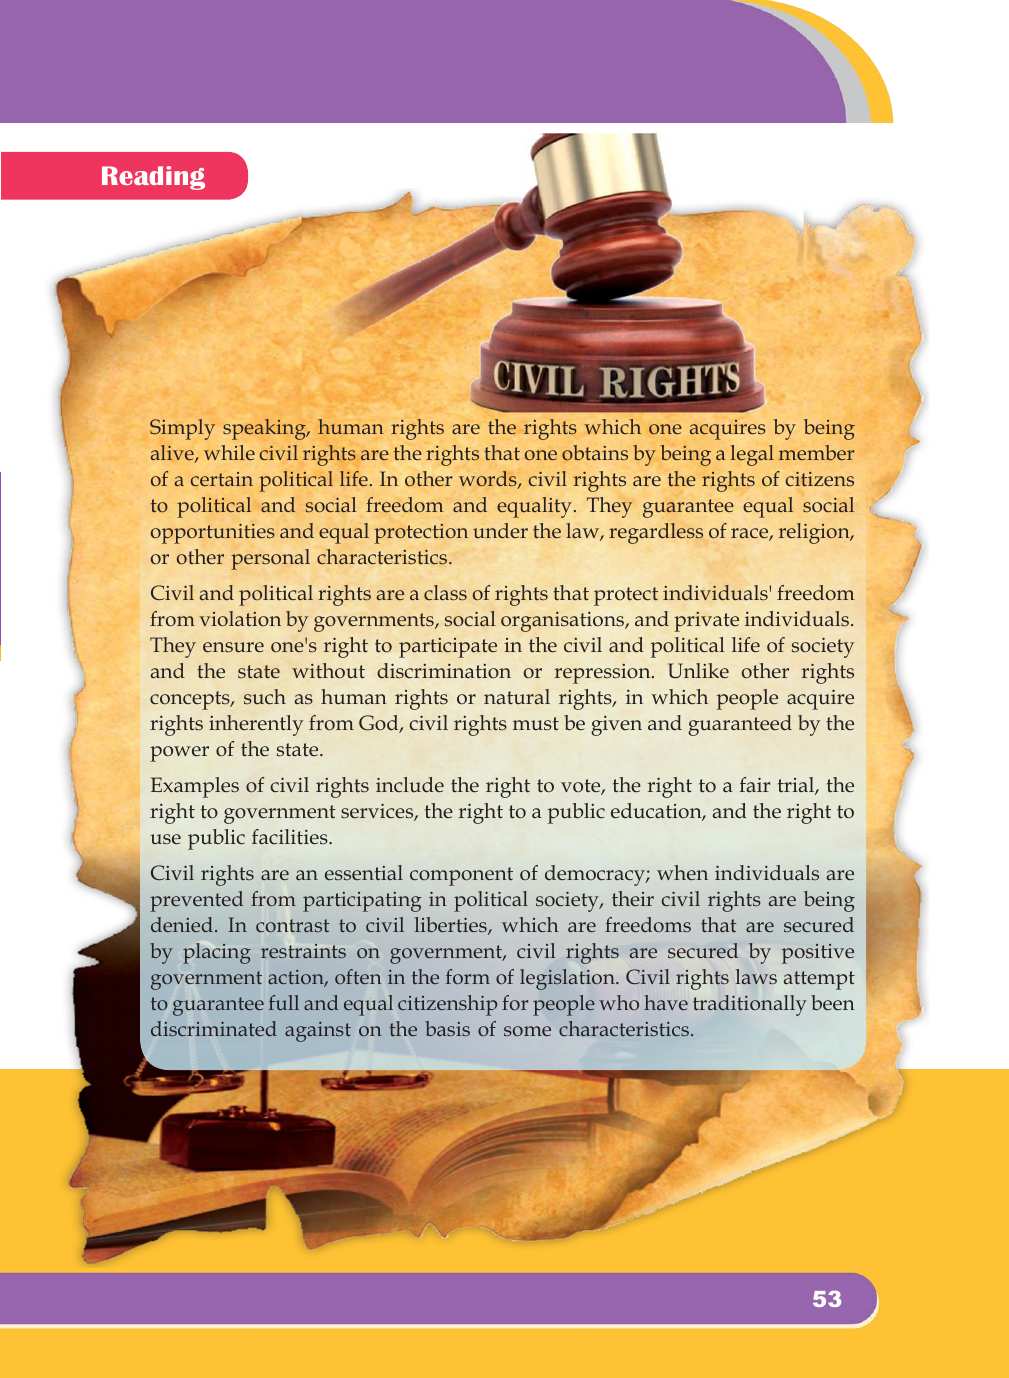 Reading
CIVIL RIGHTS
Simply speaking, human rights are the rights which one acquires by being
alive, while civil rights are the rights that one obtains by being a legal member
of a certain political life. In other words, civil rights are the rights of citizens
to political and social freedom and equality. They guarantee equal social
opportunities and equal protection under the law, regardless of race, religion,
or other personal characteristics.
Civil and political rights are a class of rights that protect individuals' freedom
from violation by governments, social organisations, and private individuals.
They ensure one's right to participate in the civil and political life of society
and the state without discrimination or repression. Unlike other rights
concepts, such as human rights or natural rights, in which people acquire
rights inherently from God, civil rights must be given and guaranteed by the
power of the state.
Examples of civil rights include the right to vote, the right to a fair trial, the
right to government services, the right to a public education, and the right to
use public facilities.
Civil rights are an essential component of democracy; when individuals are
prevented from participating in political society, their civil rights are being
denied. In contrast to civil liberties, which are freedoms that are secured
by placing restraints on government, civil rights are secured by positive
government action, often in the form of legislation. Civil rights laws attempt
to guarantee full and equal citizenship for people who have traditionally been
discriminated against on the basis of some characteristics.
53